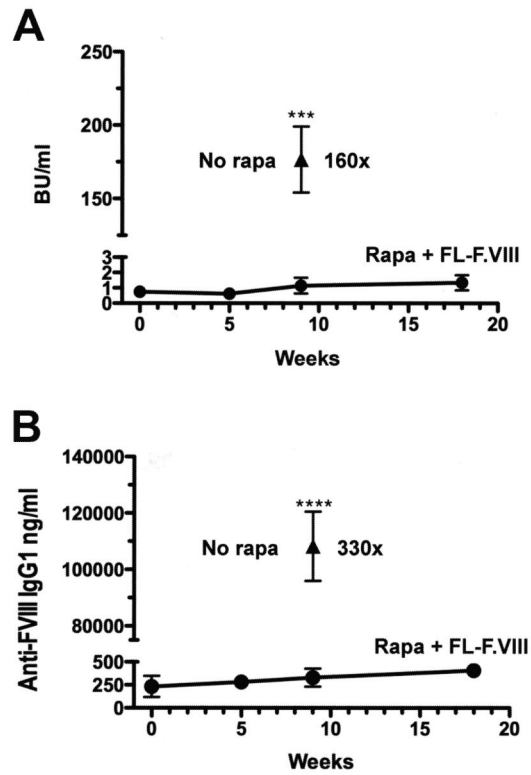 A
250
200
150
3
2
1
0
BU/ml
***
No rapa 160x
Rapa + FL-F.VIII
0 5 10 15 20
Weeks
B
140000
120000
100000
80000
500
250
0
Anti-FVIII IgG1 ng/ml
****
No rapa 330x
Rapa + FL-F.VIII
0 5 10 15 20
Weeks